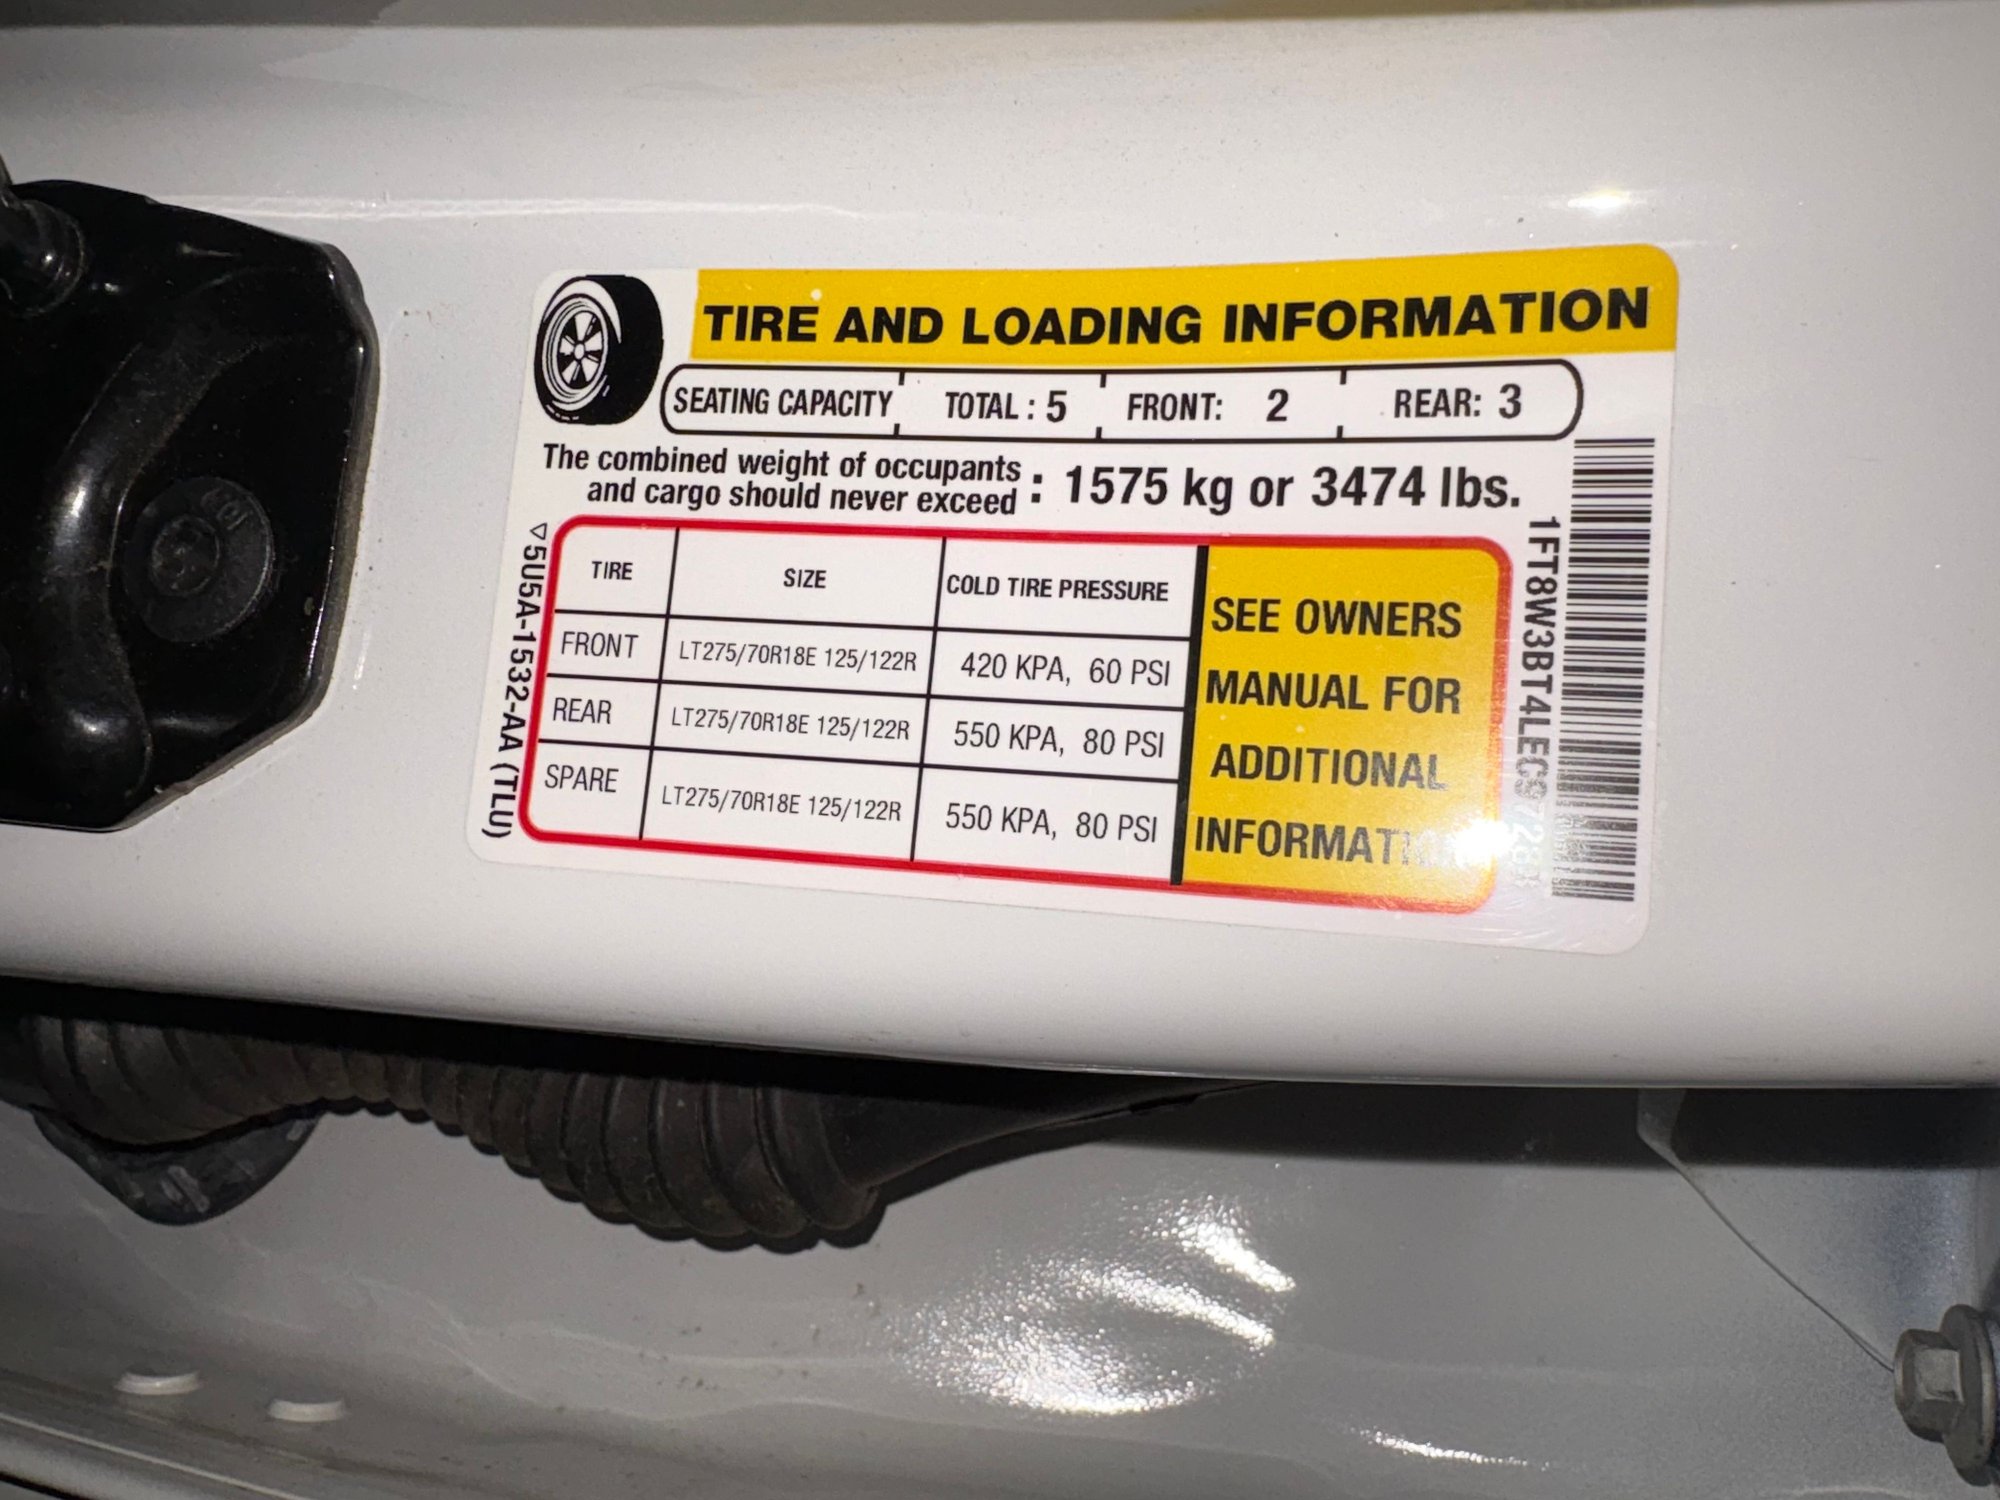 TIRE AND LOADING INFORMATION
SEATING CAPACITY TOTAL : 5 FRONT: 2 REAR: 3
The combined weight of occupants
and cargo should never exceed : 1575 kg or 3474 lbs.
TIRE SIZE COLD TIRE PRESSURE
FRONT LT275/70R18E 125/122R 420 KPA, 60 PSI
REAR LT275/70R18E 125/122R 550 KPA, 80 PSI
SPARE LT275/70R18E 125/122R 550 KPA, 80 PSI
SEE OWNERS
MANUAL FOR
ADDITIONAL
INFORMATION
5U5A-1532-AA (TLU)